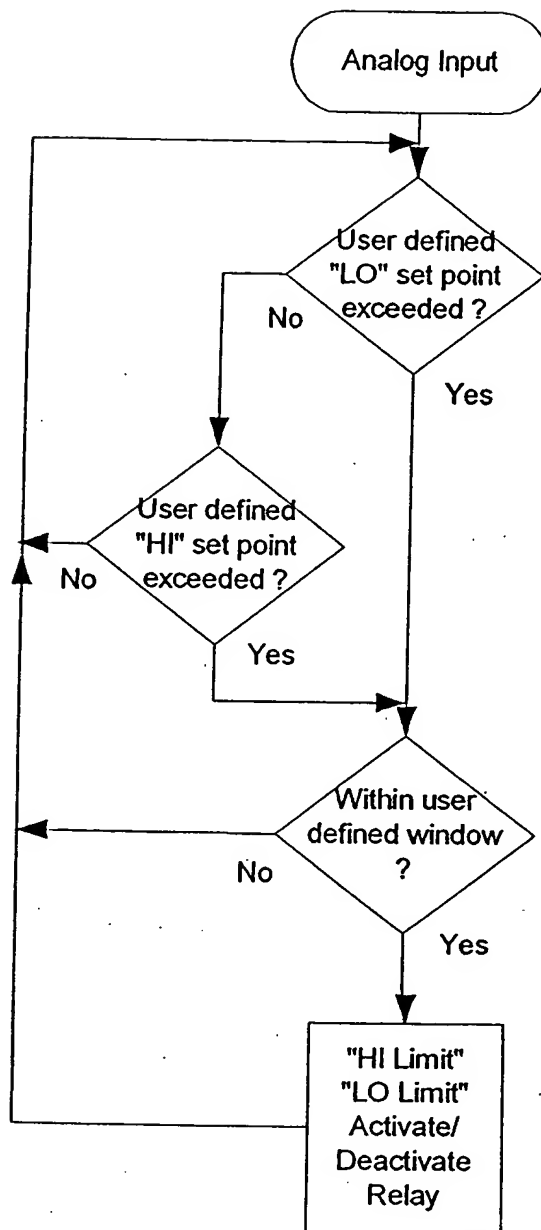 Analog Input
User defined
"LO" set point
exceeded ?
No
Yes
User defined
"HI" set point
exceeded ?
No
Yes
Within user
defined window
?
No
Yes
"HI Limit"
"LO Limit"
Activate/
Deactivate
Relay